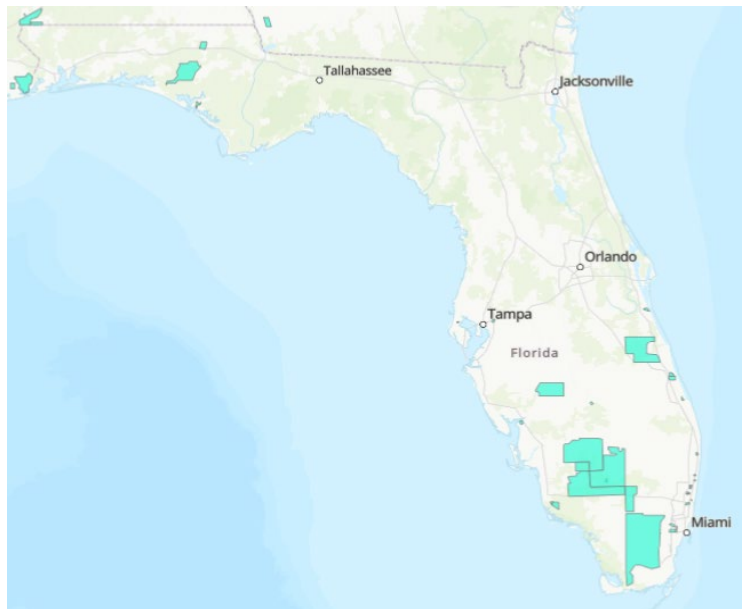 Tallahassee
Jacksonville
Orlando
Tampa
Florida
Miami